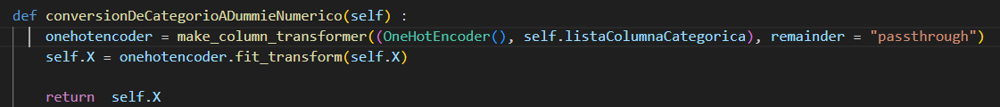 def conversionDeCategorioADummieNumerico(self) :
onehotencoder = make_column_transformer((OneHotEncoder(), self.listaColumnaCategorica), remainder = "passthrough")
self.X = onehotencoder.fit_transform(self.X)
return  self.X